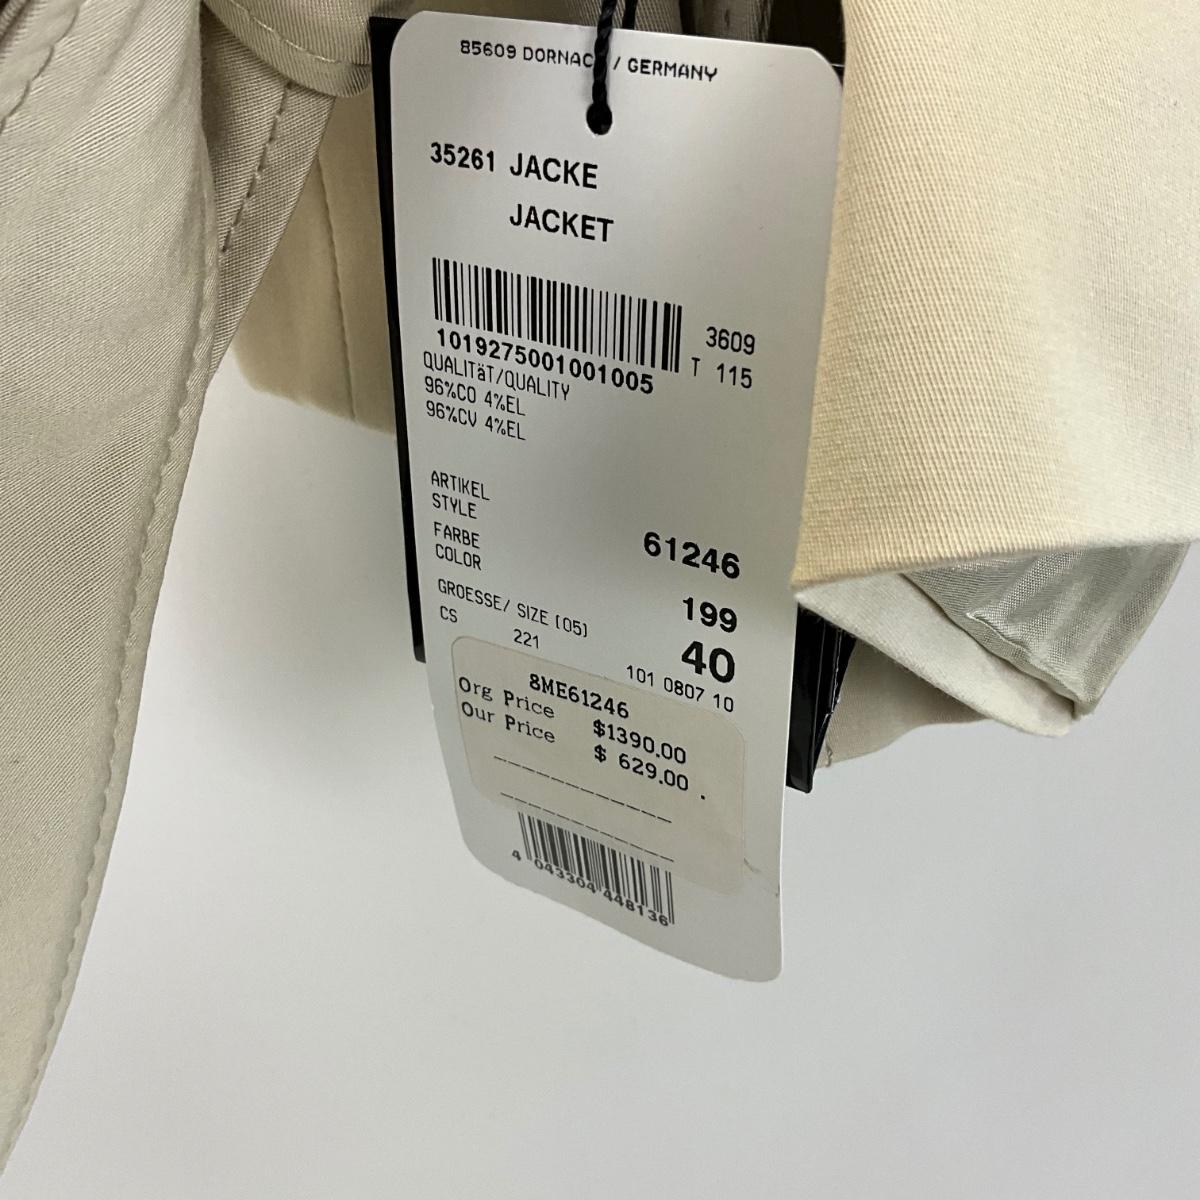 85609 DORNAC / GERMANY
35261 JACKE
JACKET
3609
T 115
1019275001001005
QUALITäT/QUALITY
96%CO 4%EL
96%CV 4%EL
ARTIKEL
STYLE
61246
FARBE
COLOR
199
GROESSE/ SIZE (05)
40
CS 221
101 0807 10
8ME61246
Org Price $1390.00
Our Price $ 629.00 .
4 043304 448136